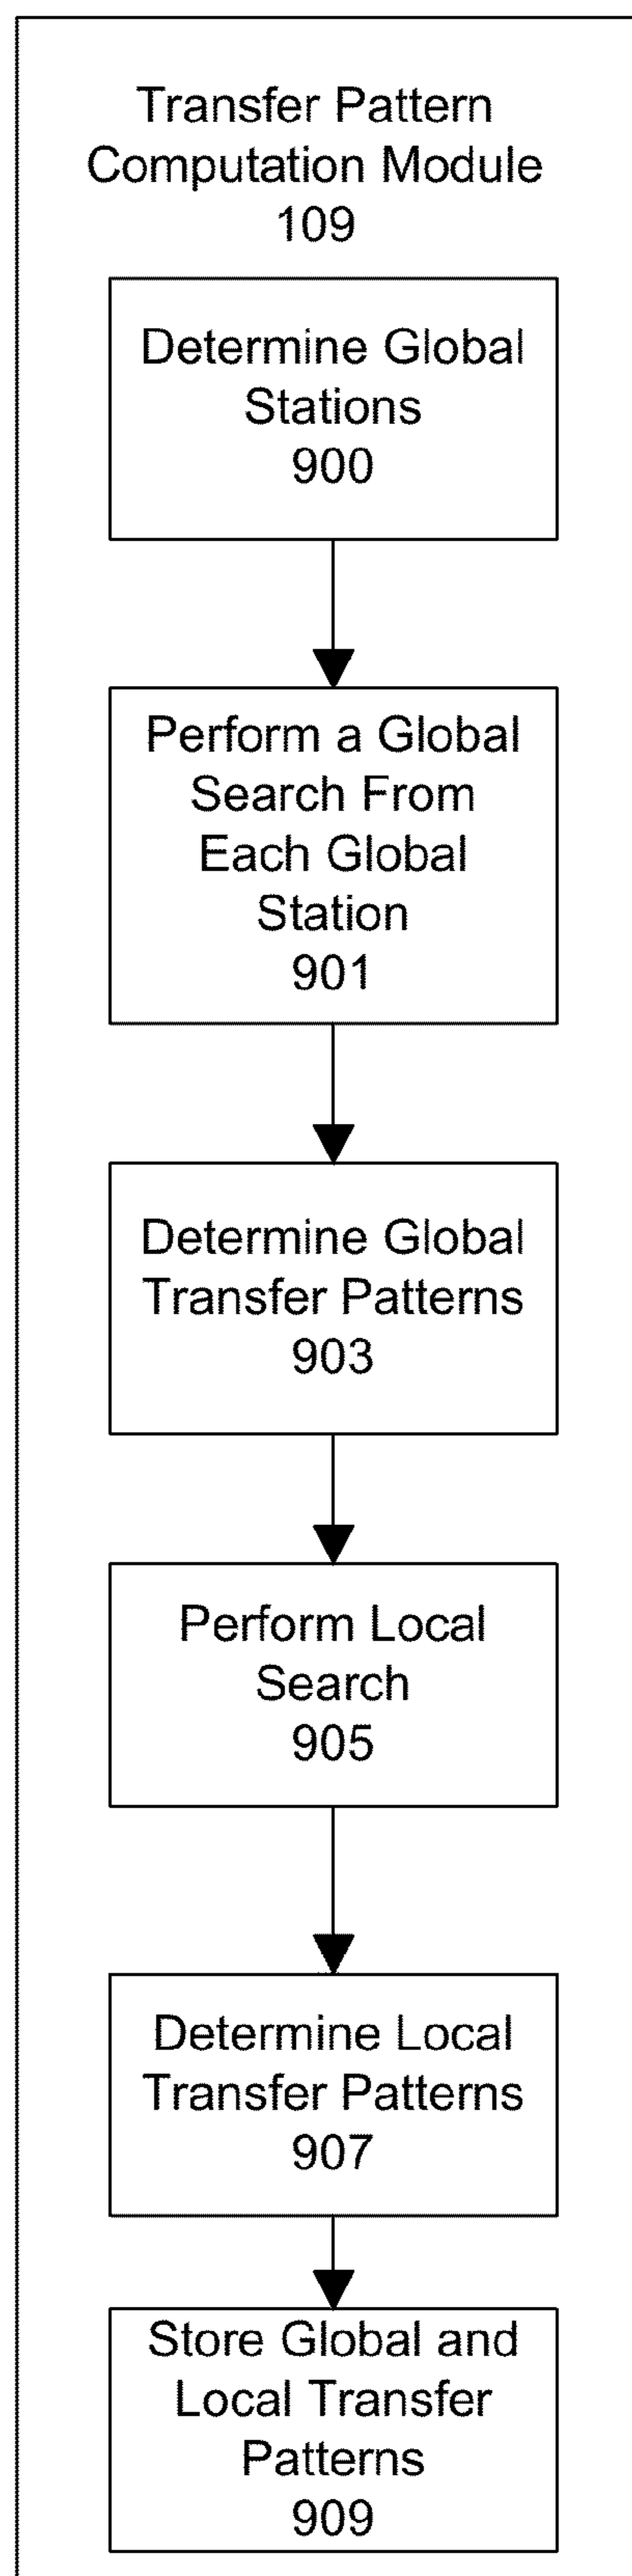 Transfer Pattern
Computation Module
109
Determine Global
Stations
900
Perform a Global
Search From
Each Global
Station
901
Determine Global
Transfer Patterns
903
Perform Local
Search
905
Determine Local
Transfer Patterns
907
Store Global and
Local Transfer
Patterns
909